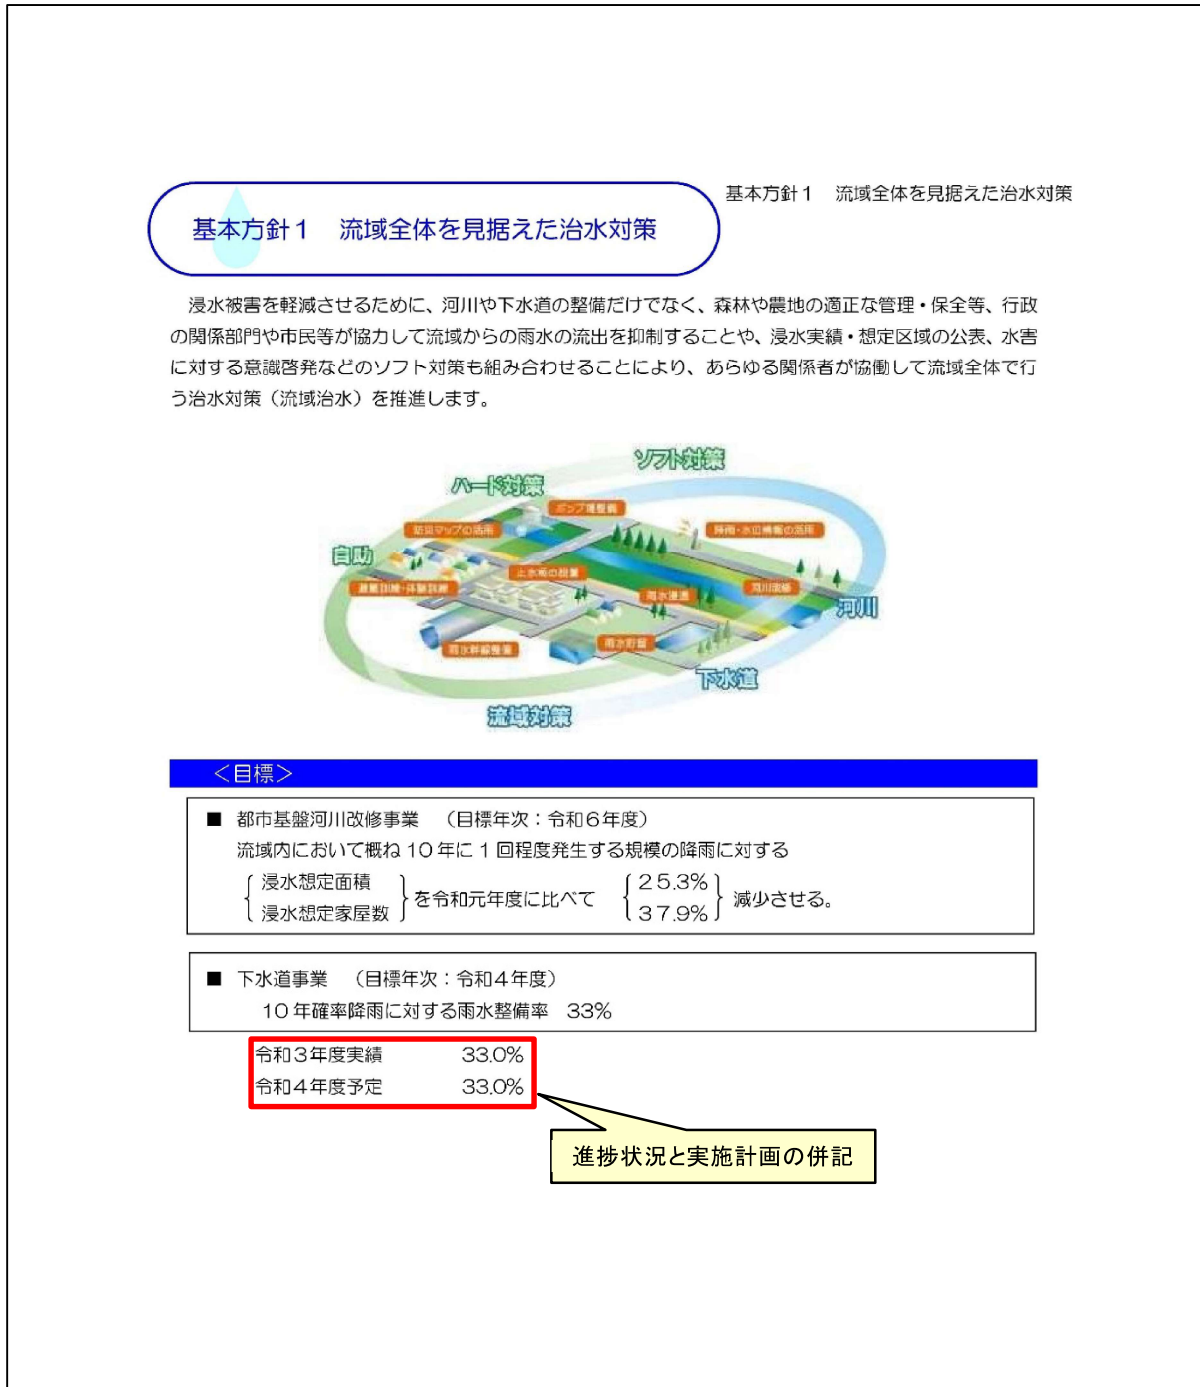 基本方針１　流域全体を見据えた治水対策
基本方針１　流域全体を見据えた治水対策
浸水被害を軽減させるために、河川や下水道の整備だけでなく、森林や農地の適正な管理・保全等、行政
の関係部門や市民等が協力して流域からの雨水の流出を抑制することや、浸水実績・想定区域の公表、水害
に対する意識啓発などのソフト対策も組み合わせることにより、あらゆる関係者が協働して流域全体で行
う治水対策（流域治水）を推進します。
ソフト対策
ハード対策
ポンプ場整備
防災マップの活用
降雨・水位情報の活用
自助
止水板の設置
避難訓練・体験訓練
雨水浸透
河川改修
河川
雨水幹線整備
雨水貯留
下水道
流域対策
＜目標＞
■ 都市基盤河川改修事業　（目標年次：令和６年度）
流域内において概ね 10 年に 1 回程度発生する規模の降雨に対する
浸水想定面積
浸水想定家屋数
を令和元年度に比べて
２５.３%
３７.９%
減少させる。
■ 下水道事業　（目標年次：令和４年度）
10 年確率降雨に対する雨水整備率　33%
令和３年度実績　33.0%
令和４年度予定　33.0%
進捗状況と実施計画の併記